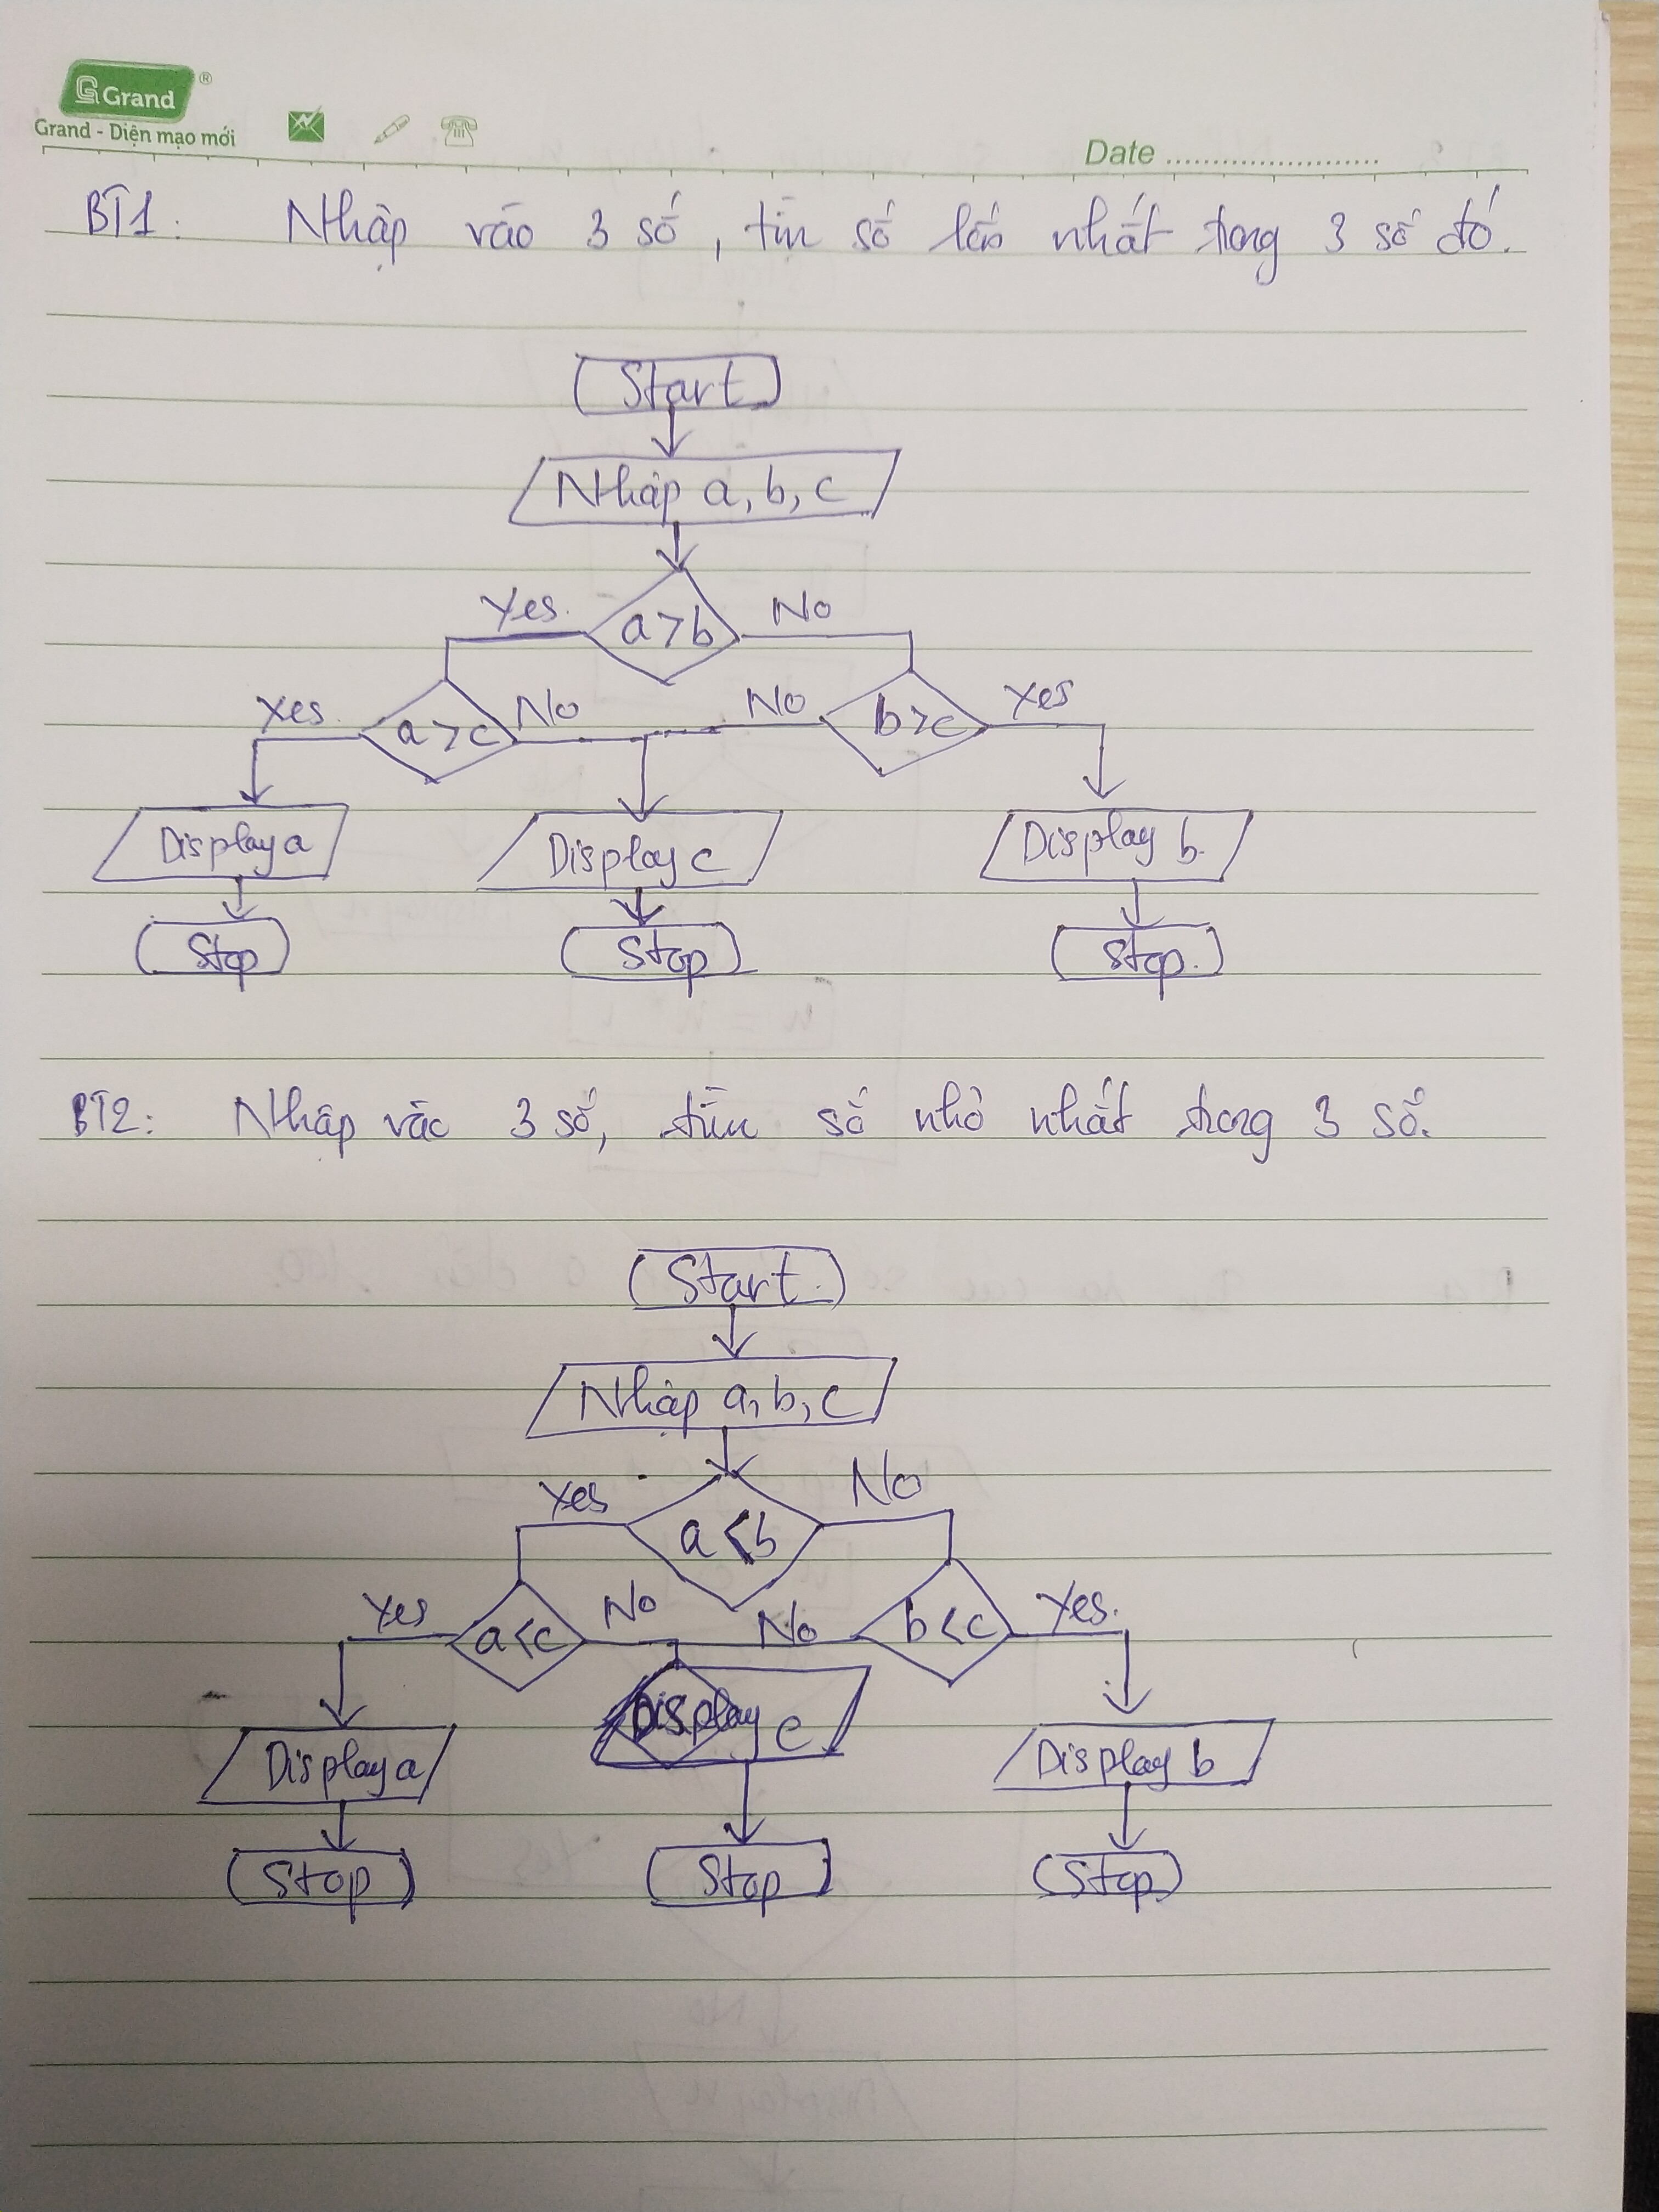 Grand ®
Grand - Diện mạo mới
Date ........................
BT1: Nhập vào 3 số, tìm số lớn nhất trong 3 số đó.
Start
Nhập a, b, c
Yes a>b No
Yes a>c No No b>c Yes
Display a Display c Display b.
Stop Stop Stop.
BT2: Nhập vào 3 số, tìm số nhỏ nhất trong 3 số.
Start.
Nhập a, b, c
Yes a<b No
Yes a<c No No b<c Yes.
Display a Display c Display b
Stop Stop Stop